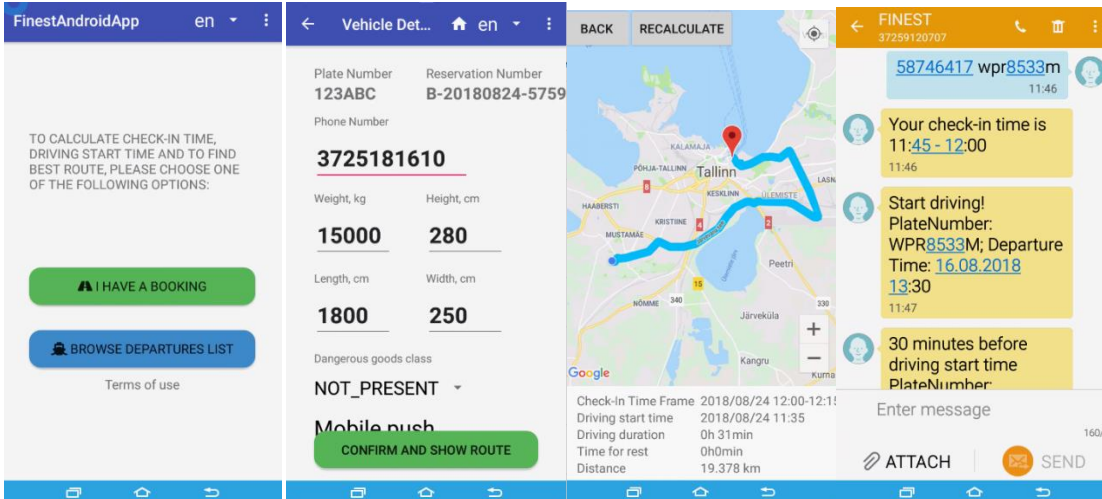 FinestAndroidApp en
TO CALCULATE CHECK-IN TIME,
DRIVING START TIME AND TO FIND
BEST ROUTE, PLEASE CHOOSE ONE
OF THE FOLLOWING OPTIONS:
I HAVE A BOOKING
BROWSE DEPARTURES LIST
Terms of use
Vehicle Det... en
Plate Number Reservation Number
123ABC B-20180824-5759
Phone Number
3725181610
Weight, kg Height, cm
15000 280
Length, cm Width, cm
1800 250
Dangerous goods class
NOT_PRESENT
Mobile push
CONFIRM AND SHOW ROUTE
BACK RECALCULATE
KALAMAJA
PÕHJA-TALLINN Tallinn
LASN
8
KESKLINN ÜLEMISTE
HAABERSTI
KRISTIINE 4 2
MUSTAMÄE
Peetri
15
NÕMME 340 330
Järveküla
+
−
Kangru
Google Kurna
Check-In Time Frame 2018/08/24 12:00-12:15
Driving start time 2018/08/24 11:35
Driving duration 0h 31min
Time for rest 0h0min
Distance 19.378 km
FINEST
37259120707
58746417 wpr8533m
11:46
Your check-in time is
11:45 - 12:00
11:46
Start driving!
PlateNumber:
WPR8533M; Departure
Time: 16.08.2018
13:30
11:47
30 minutes before
driving start time
PlateNumber:
Enter message
160/
ATTACH SEND